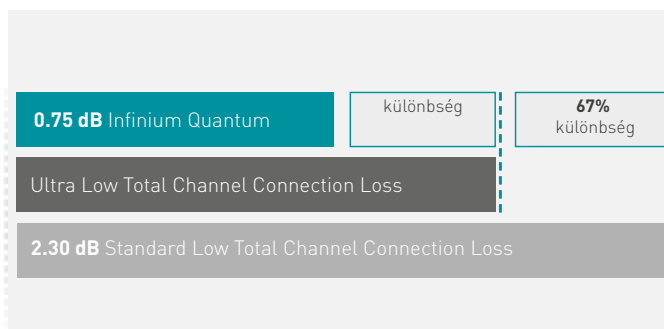 0.75 dB Infinium Quantum
különbség
67%
különbség
Ultra Low Total Channel Connection Loss
2.30 dB Standard Low Total Channel Connection Loss